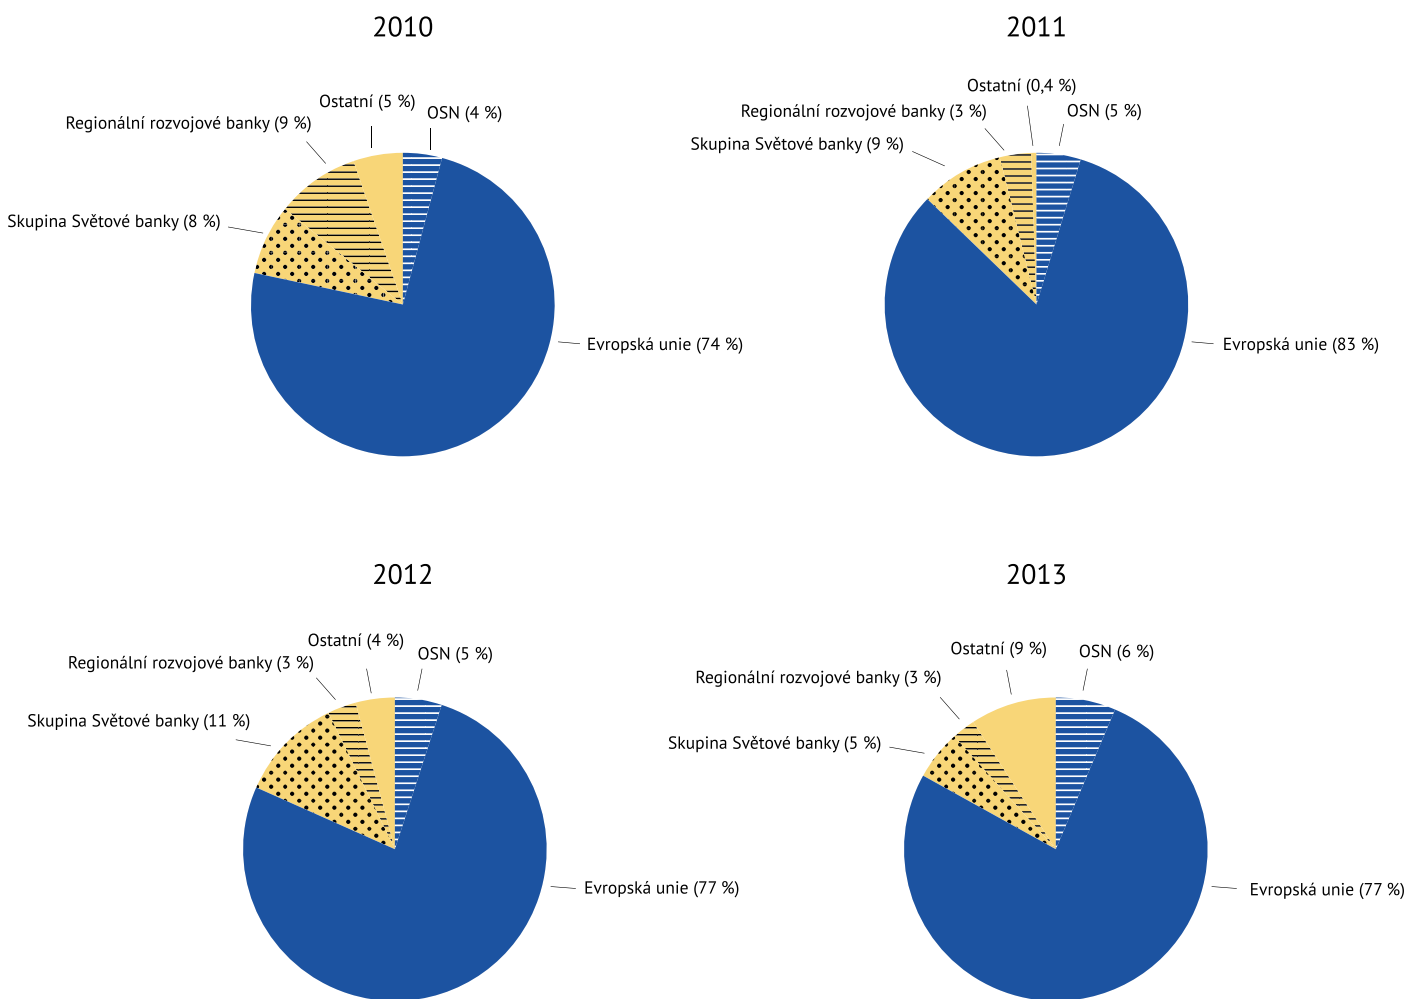 2010
Ostatní (5 %)
OSN (4 %)
Regionální rozvojové banky (9 %)
Skupina Světové banky (8 %)
Evropská unie (74 %)
2011
Ostatní (0,4 %)
Regionální rozvojové banky (3 %)
OSN (5 %)
Skupina Světové banky (9 %)
Evropská unie (83 %)
2012
Ostatní (4 %)
OSN (5 %)
Regionální rozvojové banky (3 %)
Skupina Světové banky (11 %)
Evropská unie (77 %)
2013
Ostatní (9 %)
OSN (6 %)
Regionální rozvojové banky (3 %)
Skupina Světové banky (5 %)
Evropská unie (77 %)